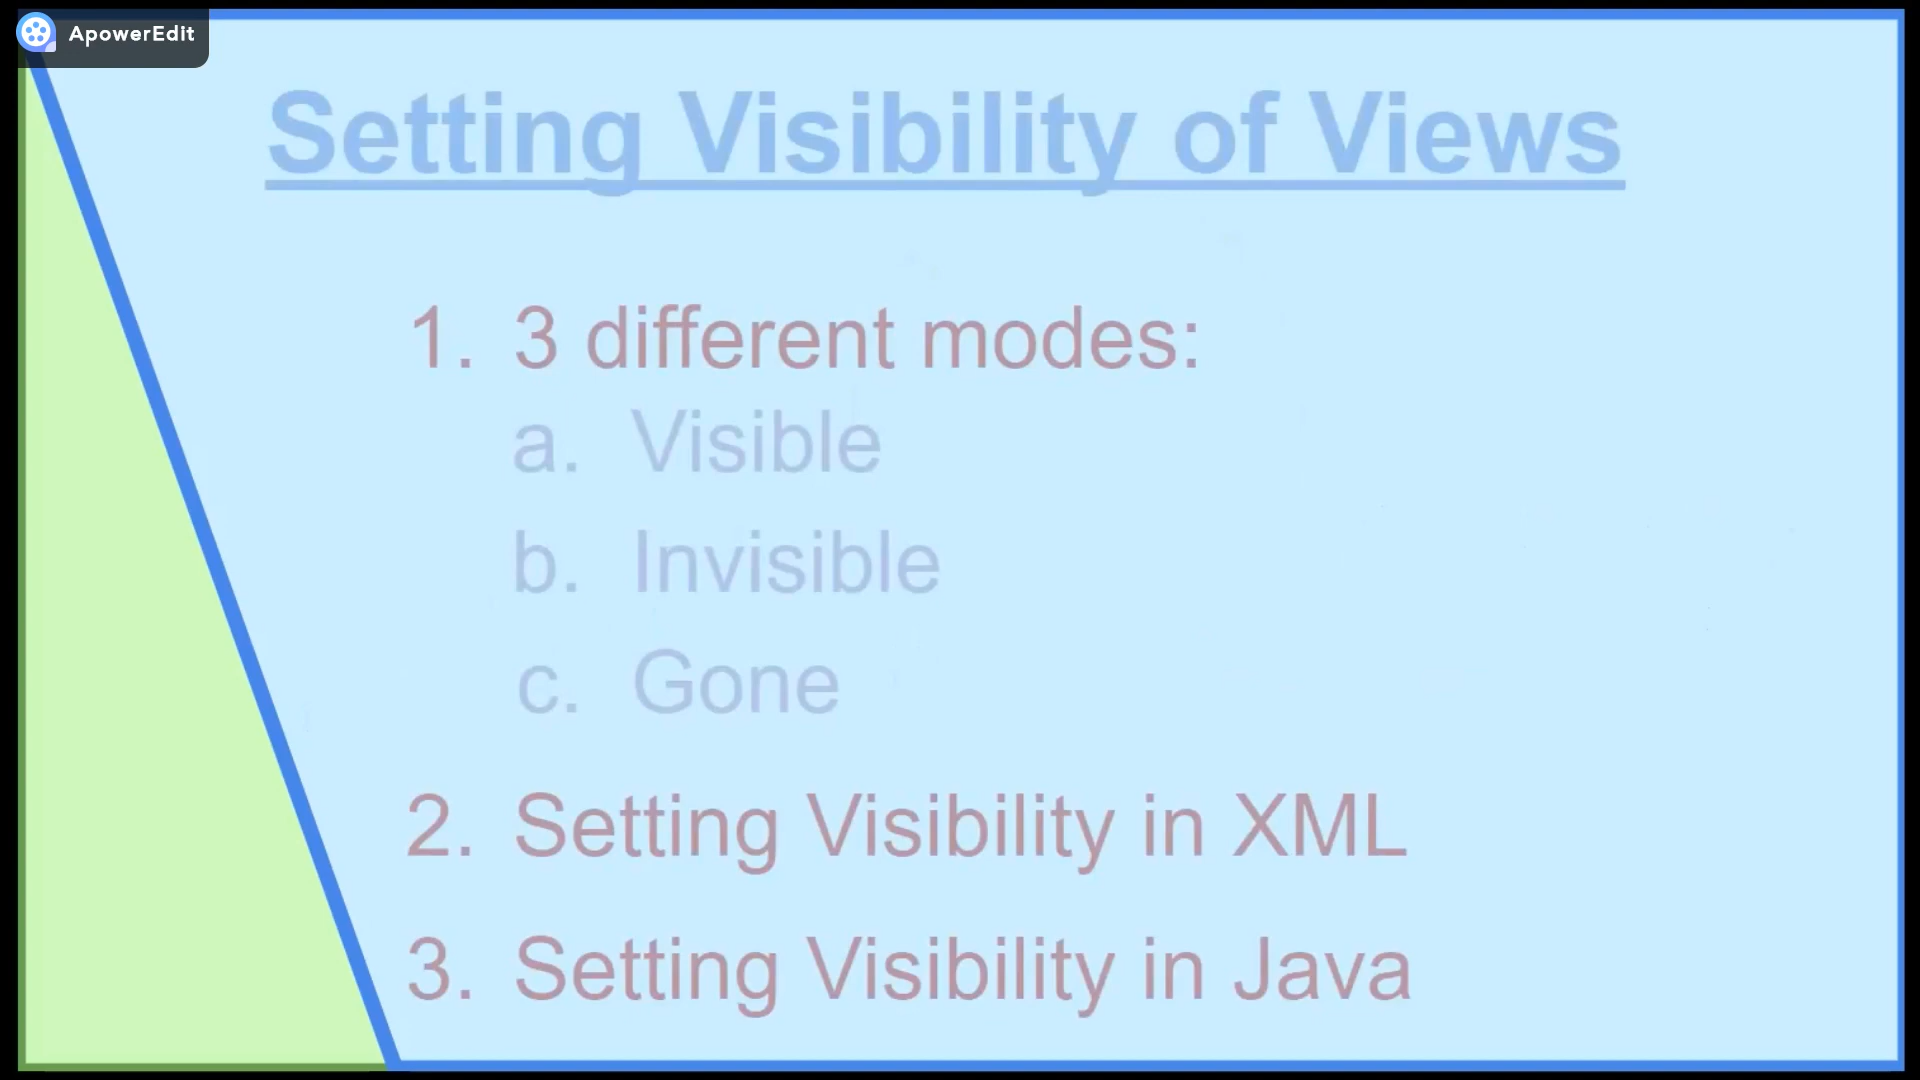 ApowerEdit
Setting Visibility of Views
1. 3 different modes:
a. Visible
b. Invisible
c. Gone
2. Setting Visibility in XML
3. Setting Visibility in Java